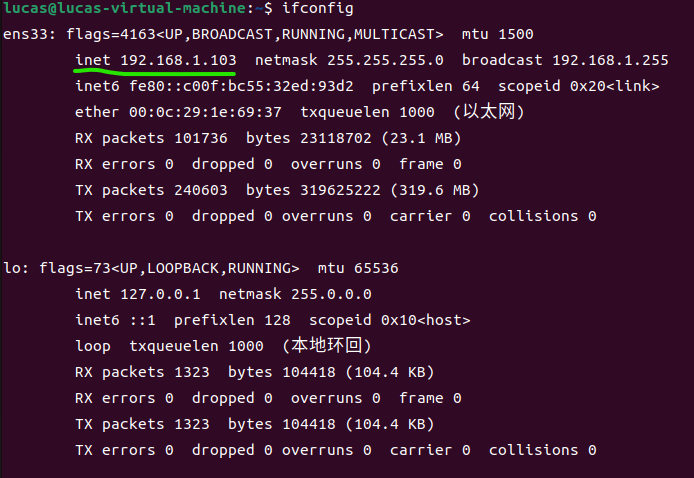 lucas@lucas-virtual-machine:~$ ifconfig
ens33: flags=4163<UP,BROADCAST,RUNNING,MULTICAST>  mtu 1500
        inet 192.168.1.103  netmask 255.255.255.0  broadcast 192.168.1.255
        inet6 fe80::c00f:bc55:32ed:93d2  prefixlen 64  scopeid 0x20<link>
        ether 00:0c:29:1e:69:37  txqueuelen 1000  (以太网)
        RX packets 101736  bytes 23118702 (23.1 MB)
        RX errors 0  dropped 0  overruns 0  frame 0
        TX packets 240603  bytes 319625222 (319.6 MB)
        TX errors 0  dropped 0 overruns 0  carrier 0  collisions 0

lo: flags=73<UP,LOOPBACK,RUNNING>  mtu 65536
        inet 127.0.0.1  netmask 255.0.0.0
        inet6 ::1  prefixlen 128  scopeid 0x10<host>
        loop  txqueuelen 1000  (本地环回)
        RX packets 1323  bytes 104418 (104.4 KB)
        RX errors 0  dropped 0  overruns 0  frame 0
        TX packets 1323  bytes 104418 (104.4 KB)
        TX errors 0  dropped 0 overruns 0  carrier 0  collisions 0